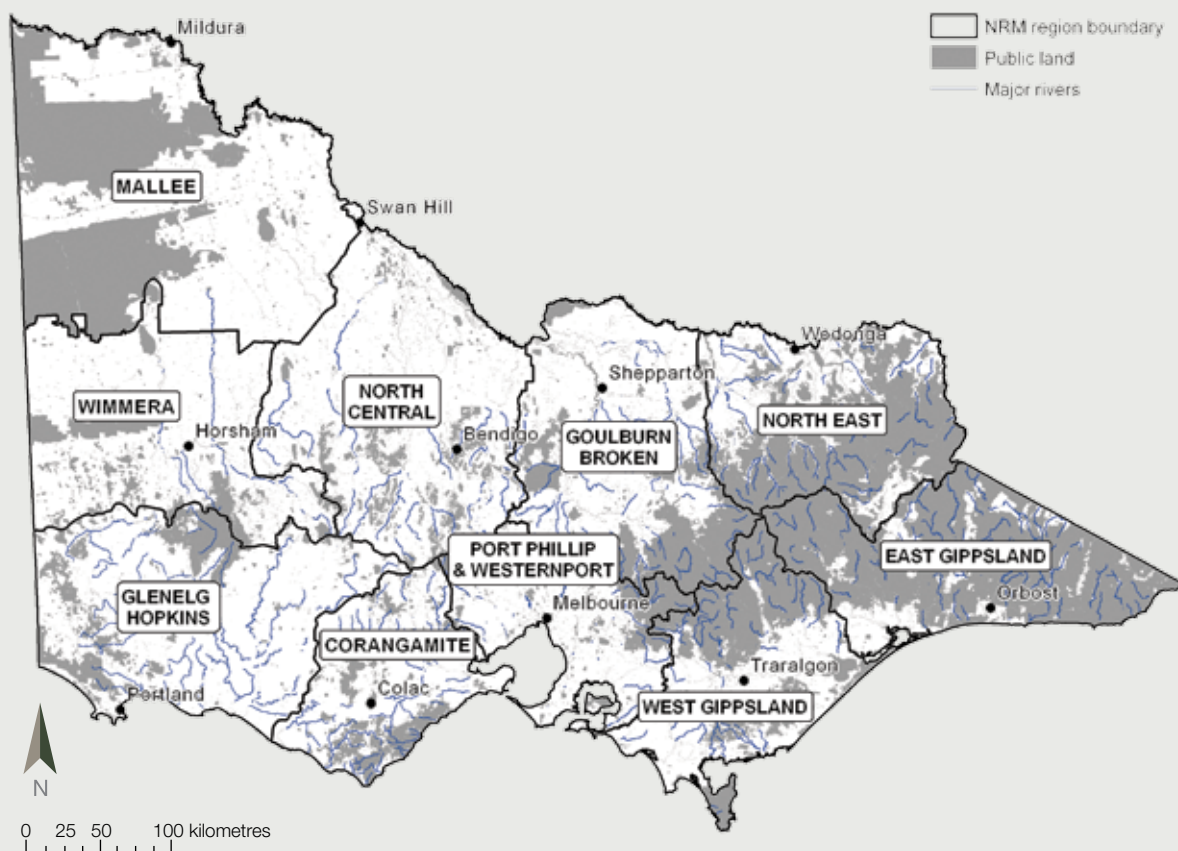 NRM region boundary
Public land
Major rivers
Mildura
MALLEE
Swan Hill
Wodonga
Shepparton
NORTH
CENTRAL
WIMMERA
NORTH EAST
Horsham
Bendigo
GOULBURN
BROKEN
PORT PHILLIP
& WESTERNPORT
EAST GIPPSLAND
GLENELG
HOPKINS
Melbourne
Orbost
CORANGAMITE
Traralgon
Portland
Colac
WEST GIPPSLAND
N
0 25 50 100 kilometres